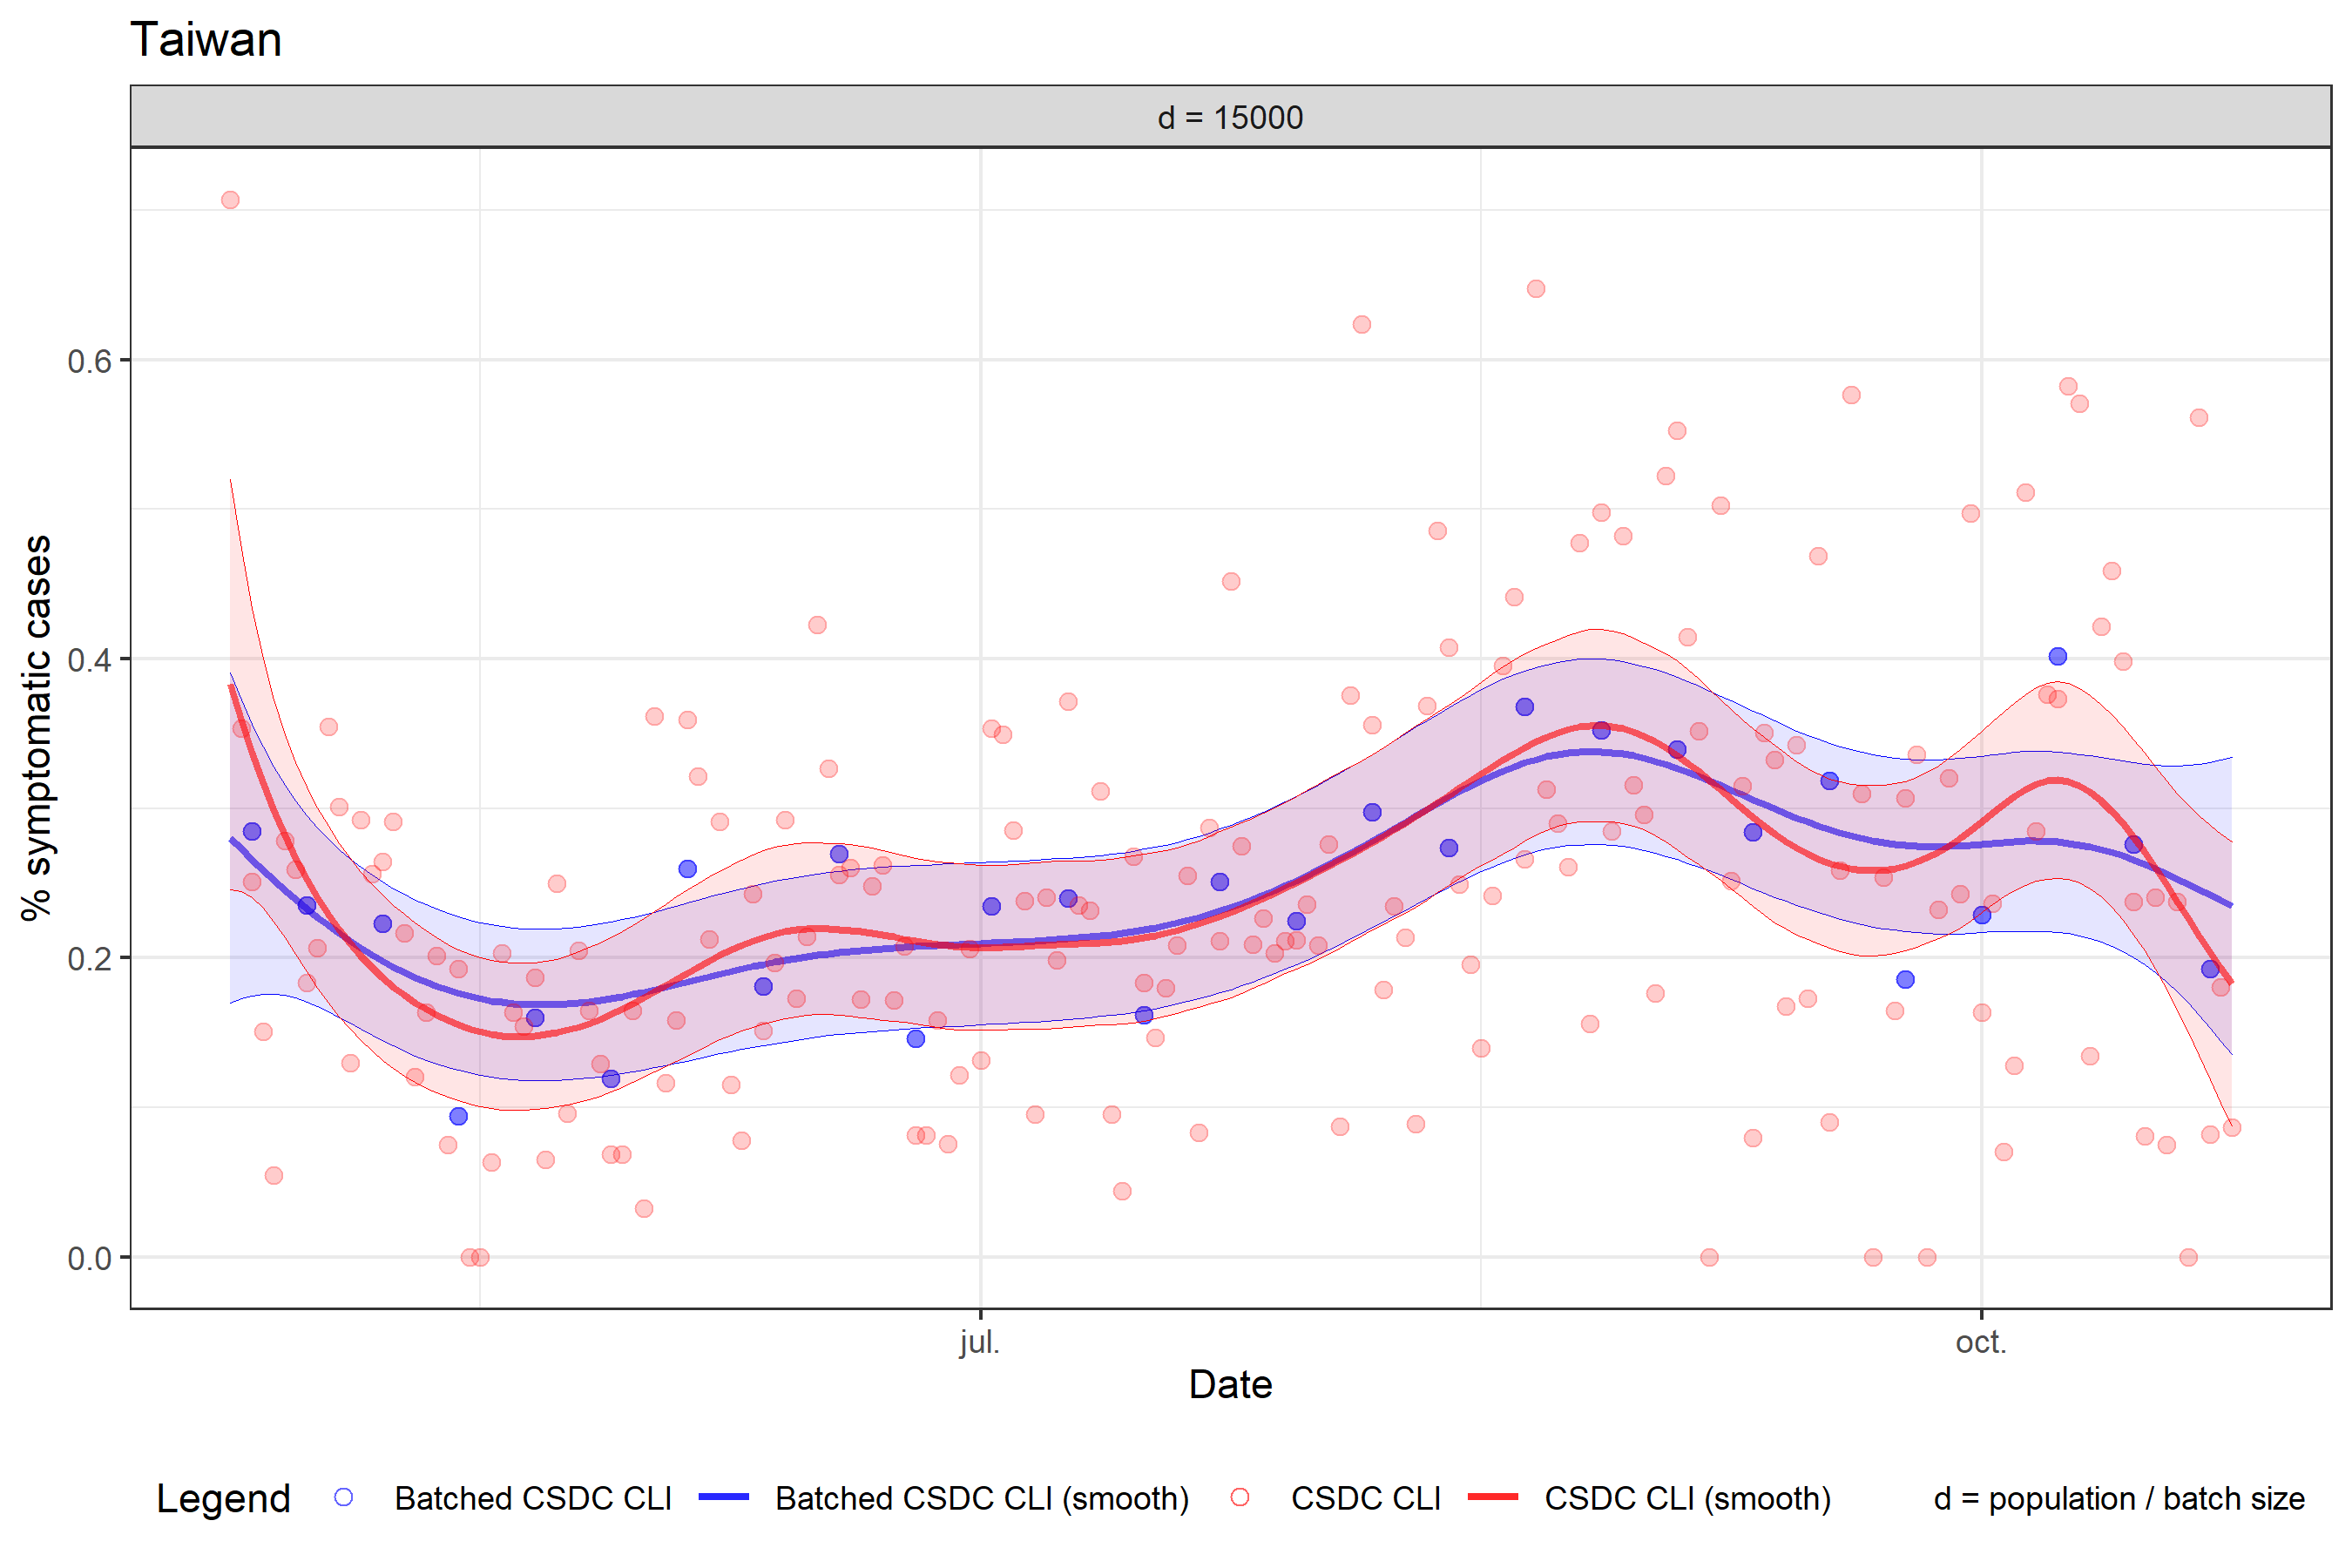 Taiwan
d = 15000
% symptomatic cases
0.6
0.4
0.2
0.0
jul.
oct.
Date
Legend
Batched CSDC CLI
Batched CSDC CLI (smooth)
CSDC CLI
CSDC CLI (smooth)
d = population / batch size